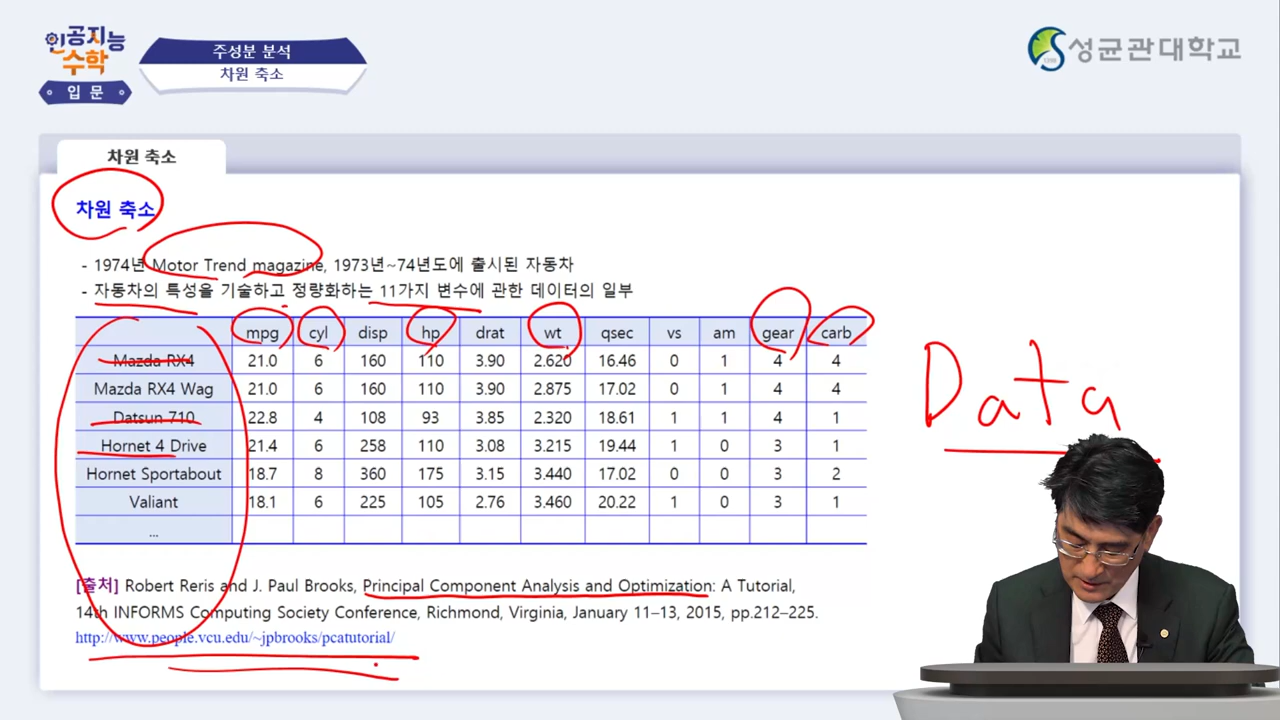 인공지능
수학
입문
주성분 분석
차원 축소
성균관대학교
차원 축소
차원 축소
- 1974년 Motor Trend magazine, 1973년~74년도에 출시된 자동차
- 자동차의 특성을 기술하고 정량화하는 11가지 변수에 관한 데이터의 일부
mpg cyl disp hp drat wt qsec vs am gear carb
Mazda RX4 21.0 6 160 110 3.90 2.620 16.46 0 1 4 4
Mazda RX4 Wag 21.0 6 160 110 3.90 2.875 17.02 0 1 4 4
Datsun 710 22.8 4 108 93 3.85 2.320 18.61 1 1 4 1
Hornet 4 Drive 21.4 6 258 110 3.08 3.215 19.44 1 0 3 1
Hornet Sportabout 18.7 8 360 175 3.15 3.440 17.02 0 0 3 2
Valiant 18.1 6 225 105 2.76 3.460 20.22 1 0 3 1
...
Data
[출처] Robert Reris and J. Paul Brooks, Principal Component Analysis and Optimization: A Tutorial,
14th INFORMS Computing Society Conference, Richmond, Virginia, January 11–13, 2015, pp.212–225.
http://www.people.vcu.edu/~jpbrooks/pcatutorial/